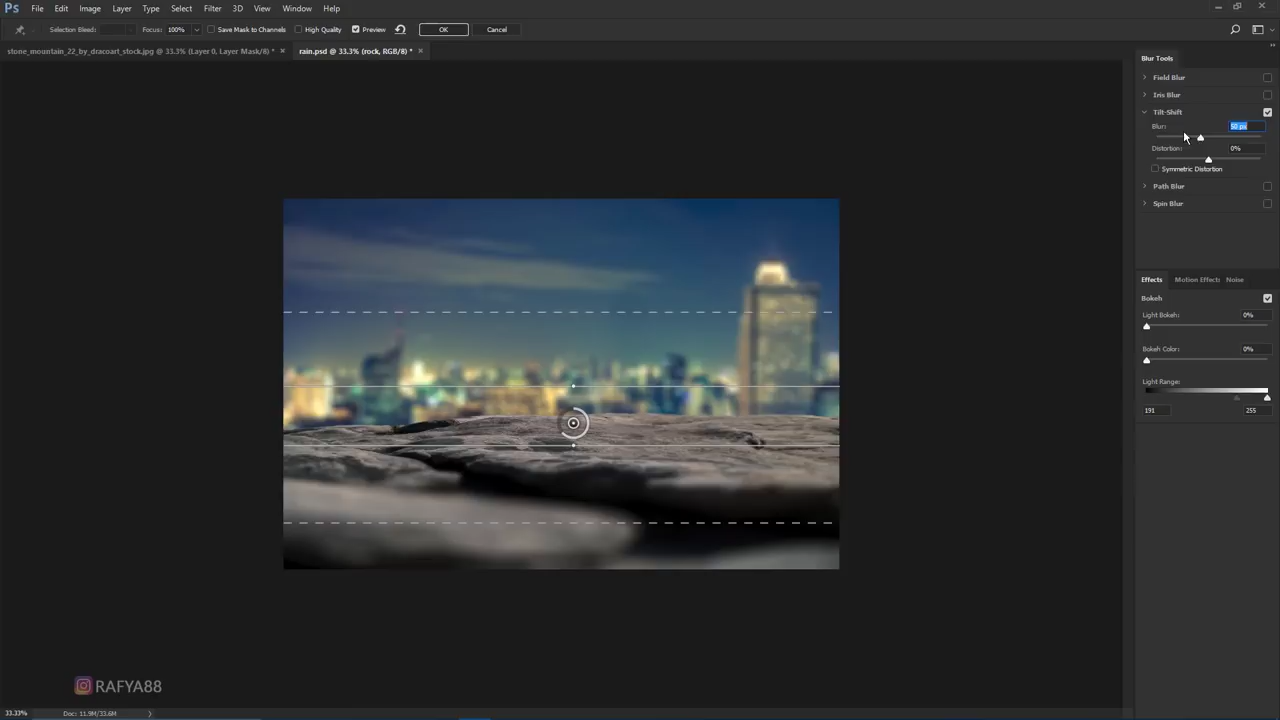 Ps File Edit Image Layer Type Select Filter 3D View Window Help
Selection Bleed: Focus: 100% Save Mask to Channels High Quality Preview OK Cancel
stone_mountain_22_by_dracoart_stock.jpg @ 33.3% (Layer 0, Layer Mask/8) * × rain.psd @ 33.3% (rock, RGB/8) * ×
Blur Tools
Field Blur
Iris Blur
Tilt-Shift
Blur: 50 px
Distortion: 0%
Symmetric Distortion
Path Blur
Spin Blur
Effects Motion Effects Noise
Bokeh
Light Bokeh: 0%
Bokeh Color: 0%
Light Range:
191 255
RAFYA88
33.33% Doc: 11.9M/33.6M